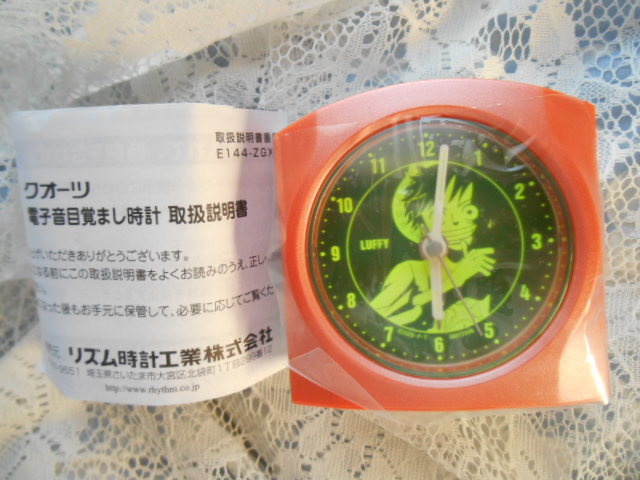 取扱説明書番
E144-ZGX
クオーツ
電子音目覚まし時計 取扱説明書
いただきありがとうございます。
なる前にこの取扱説明書をよくお読みのうえ、正し
なった後もお手元に保管して、必要に応じてご覧くた
元 リズム時計工業株式会社
9551 埼玉県さいたま市大宮区北袋町1丁目299番12
http://www.rhythm.co.jp
12
1
2
3
4
5
6
7
8
9
10
11
LUFFY